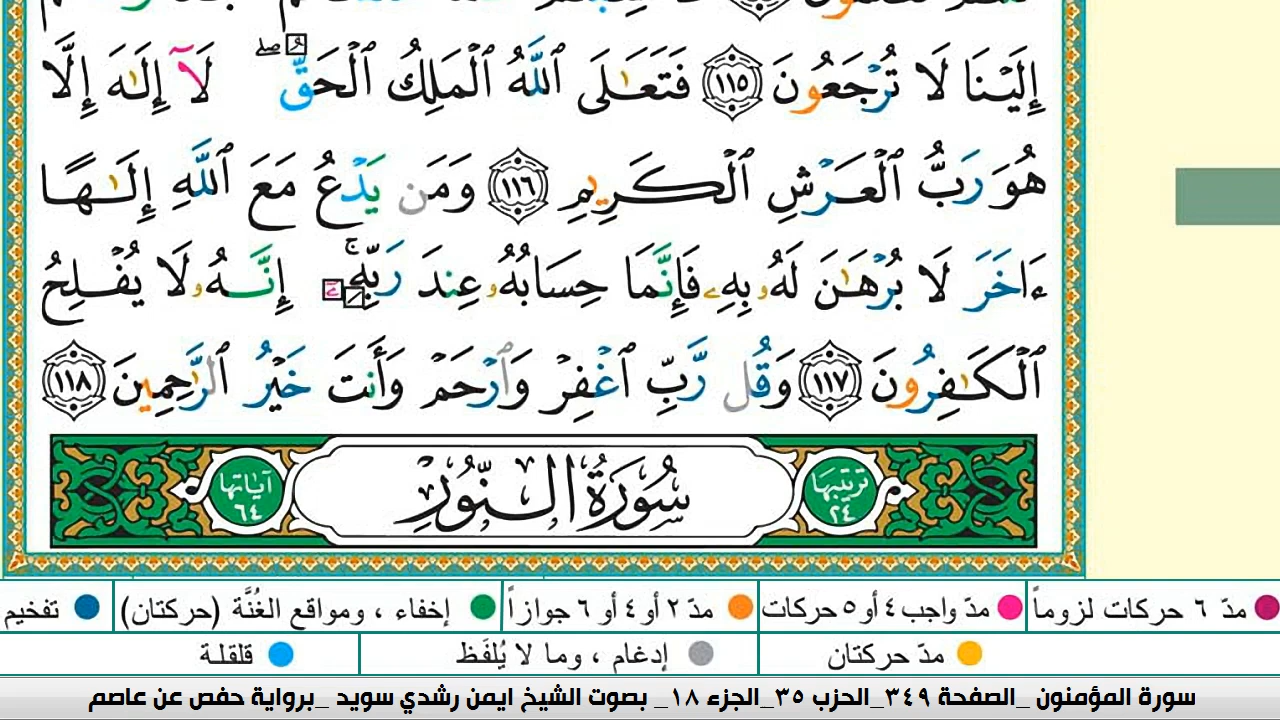 إِلَيْنَا لَا تُرْجَعُونَ ١١٥ فَتَعَٰلَى ٱللَّهُ ٱلْمَلِكُ ٱلْحَقُّ ۖ لَآ إِلَٰهَ إِلَّا
هُوَ رَبُّ ٱلْعَرْشِ ٱلْكَرِيمِ ١١٦ وَمَن يَدْعُ مَعَ ٱللَّهِ إِلَٰهًا
ءَاخَرَ لَا بُرْهَٰنَ لَهُۥ بِهِۦ فَإِنَّمَا حِسَابُهُۥ عِندَ رَبِّهِۦٓ ۚ إِنَّهُۥ لَا يُفْلِحُ
ٱلْكَٰفِرُونَ ١١٧ وَقُل رَّبِّ ٱغْفِرْ وَٱرْحَمْ وَأَنتَ خَيْرُ ٱلرَّٰحِمِينَ ١١٨
ترتيبها ٢٤ سُورَةُ النُّورِ آياتها ٦٤
مدّ ٦ حركات لزوماً مدّ واجب ٤ أو ٥ حركات مدّ ٢ أو ٤ أو ٦ جوازاً إخفاء ، ومواقع الغُنَّة (حركتان) تفخيم
مدّ حركتان إدغام ، وما لا يُلفَظ قلقلة
سورة المؤمنون _الصفحة ٣٤٩_الحزب ٣٥_الجزء ١٨_ بصوت الشيخ ايمن رشدي سويد _برواية حفص عن عاصم